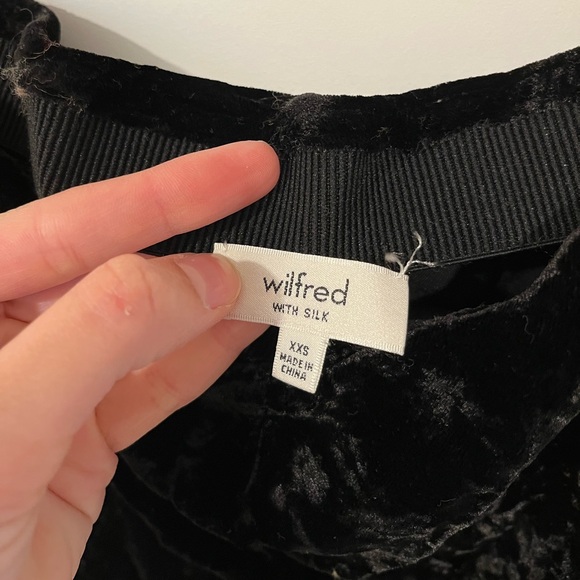 wilfred
WITH SILK
XXS
MADE IN
CHINA